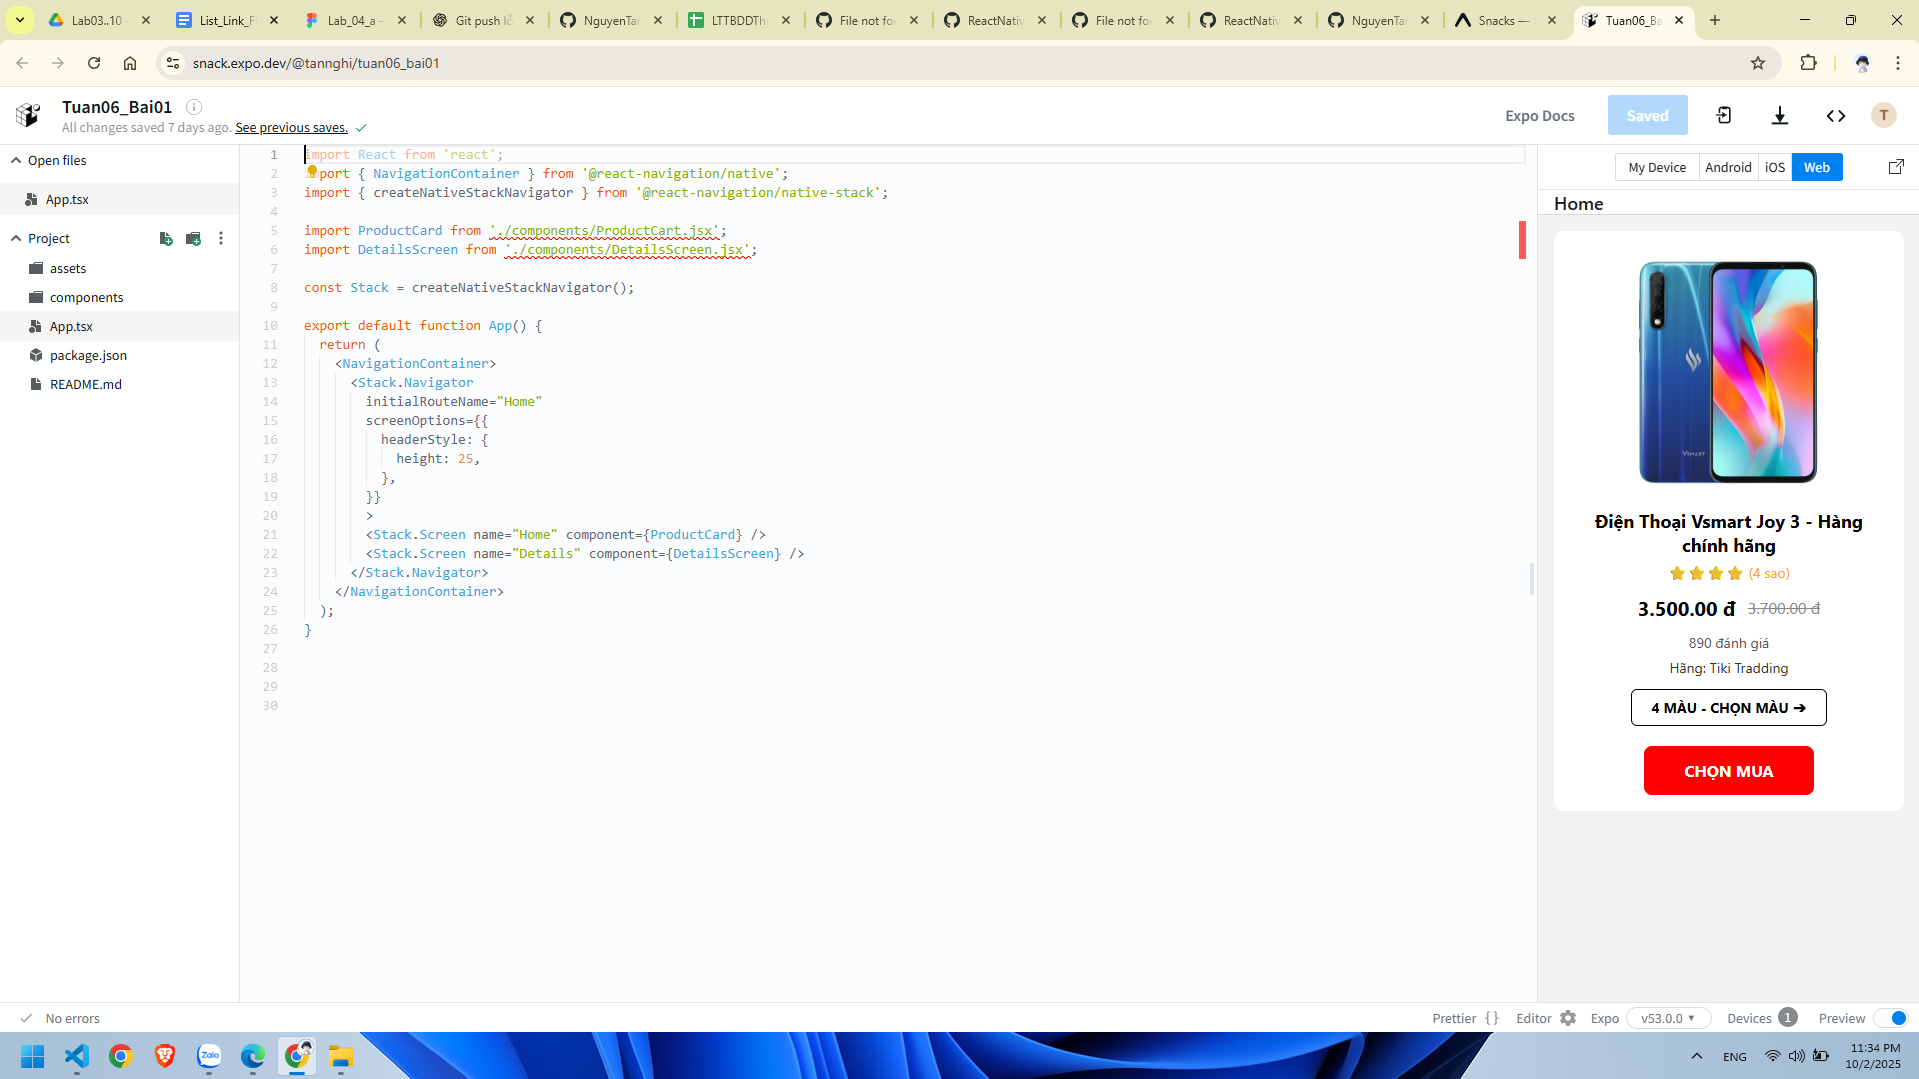 Lab03..10
List_Link_Fi
Lab_04_a –
Git push lỗ
NguyenTan
LTTBDDTh
File not fou
ReactNativ
File not fou
ReactNativ
NguyenTan
Snacks —
Tuan06_Ba
snack.expo.dev/@tannghi/tuan06_bai01
Tuan06_Bai01
All changes saved 7 days ago. See previous saves.
Expo Docs
Saved
T
Open files
App.tsx
Project
assets
components
App.tsx
package.json
README.md
1 import React from 'react';
2 import { NavigationContainer } from '@react-navigation/native';
3 import { createNativeStackNavigator } from '@react-navigation/native-stack';
4
5 import ProductCard from './components/ProductCart.jsx';
6 import DetailsScreen from './components/DetailsScreen.jsx';
7
8 const Stack = createNativeStackNavigator();
9
10 export default function App() {
11 return (
12 <NavigationContainer>
13 <Stack.Navigator
14 initialRouteName="Home"
15 screenOptions={{
16 headerStyle: {
17 height: 25,
18 },
19 }}
20 >
21 <Stack.Screen name="Home" component={ProductCard} />
22 <Stack.Screen name="Details" component={DetailsScreen} />
23 </Stack.Navigator>
24 </NavigationContainer>
25 );
26 }
27
28
29
30
My Device Android iOS Web
Home
VSMART
Điện Thoại Vsmart Joy 3 - Hàng
chính hãng
(4 sao)
3.500.00 đ 3.700.00 đ
890 đánh giá
Hãng: Tiki Tradding
4 MÀU - CHỌN MÀU ➔
CHỌN MUA
No errors
Prettier {} Editor Expo v53.0.0 Devices 1 Preview
Zalo
ENG
11:34 PM
10/2/2025